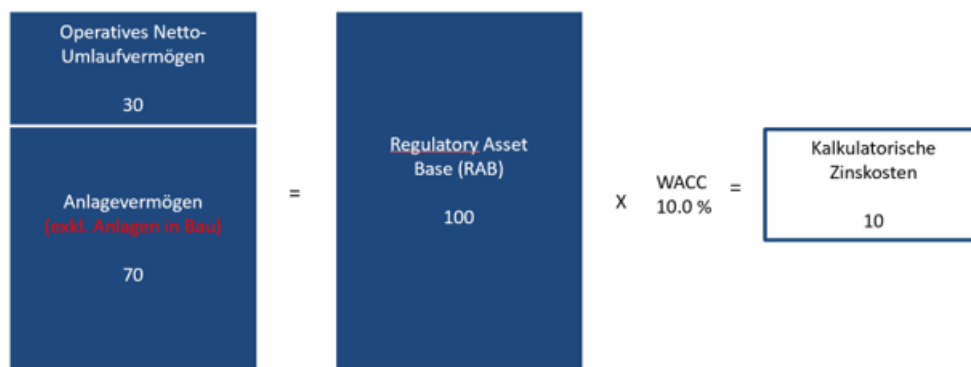 Operatives Netto-
Umlaufvermögen
30
Anlagevermögen
(exkl. Anlagen in Bau)
70
=
Regulatory Asset
Base (RAB)
100
X
WACC
10.0 %
=
Kalkulatorische
Zinskosten
10